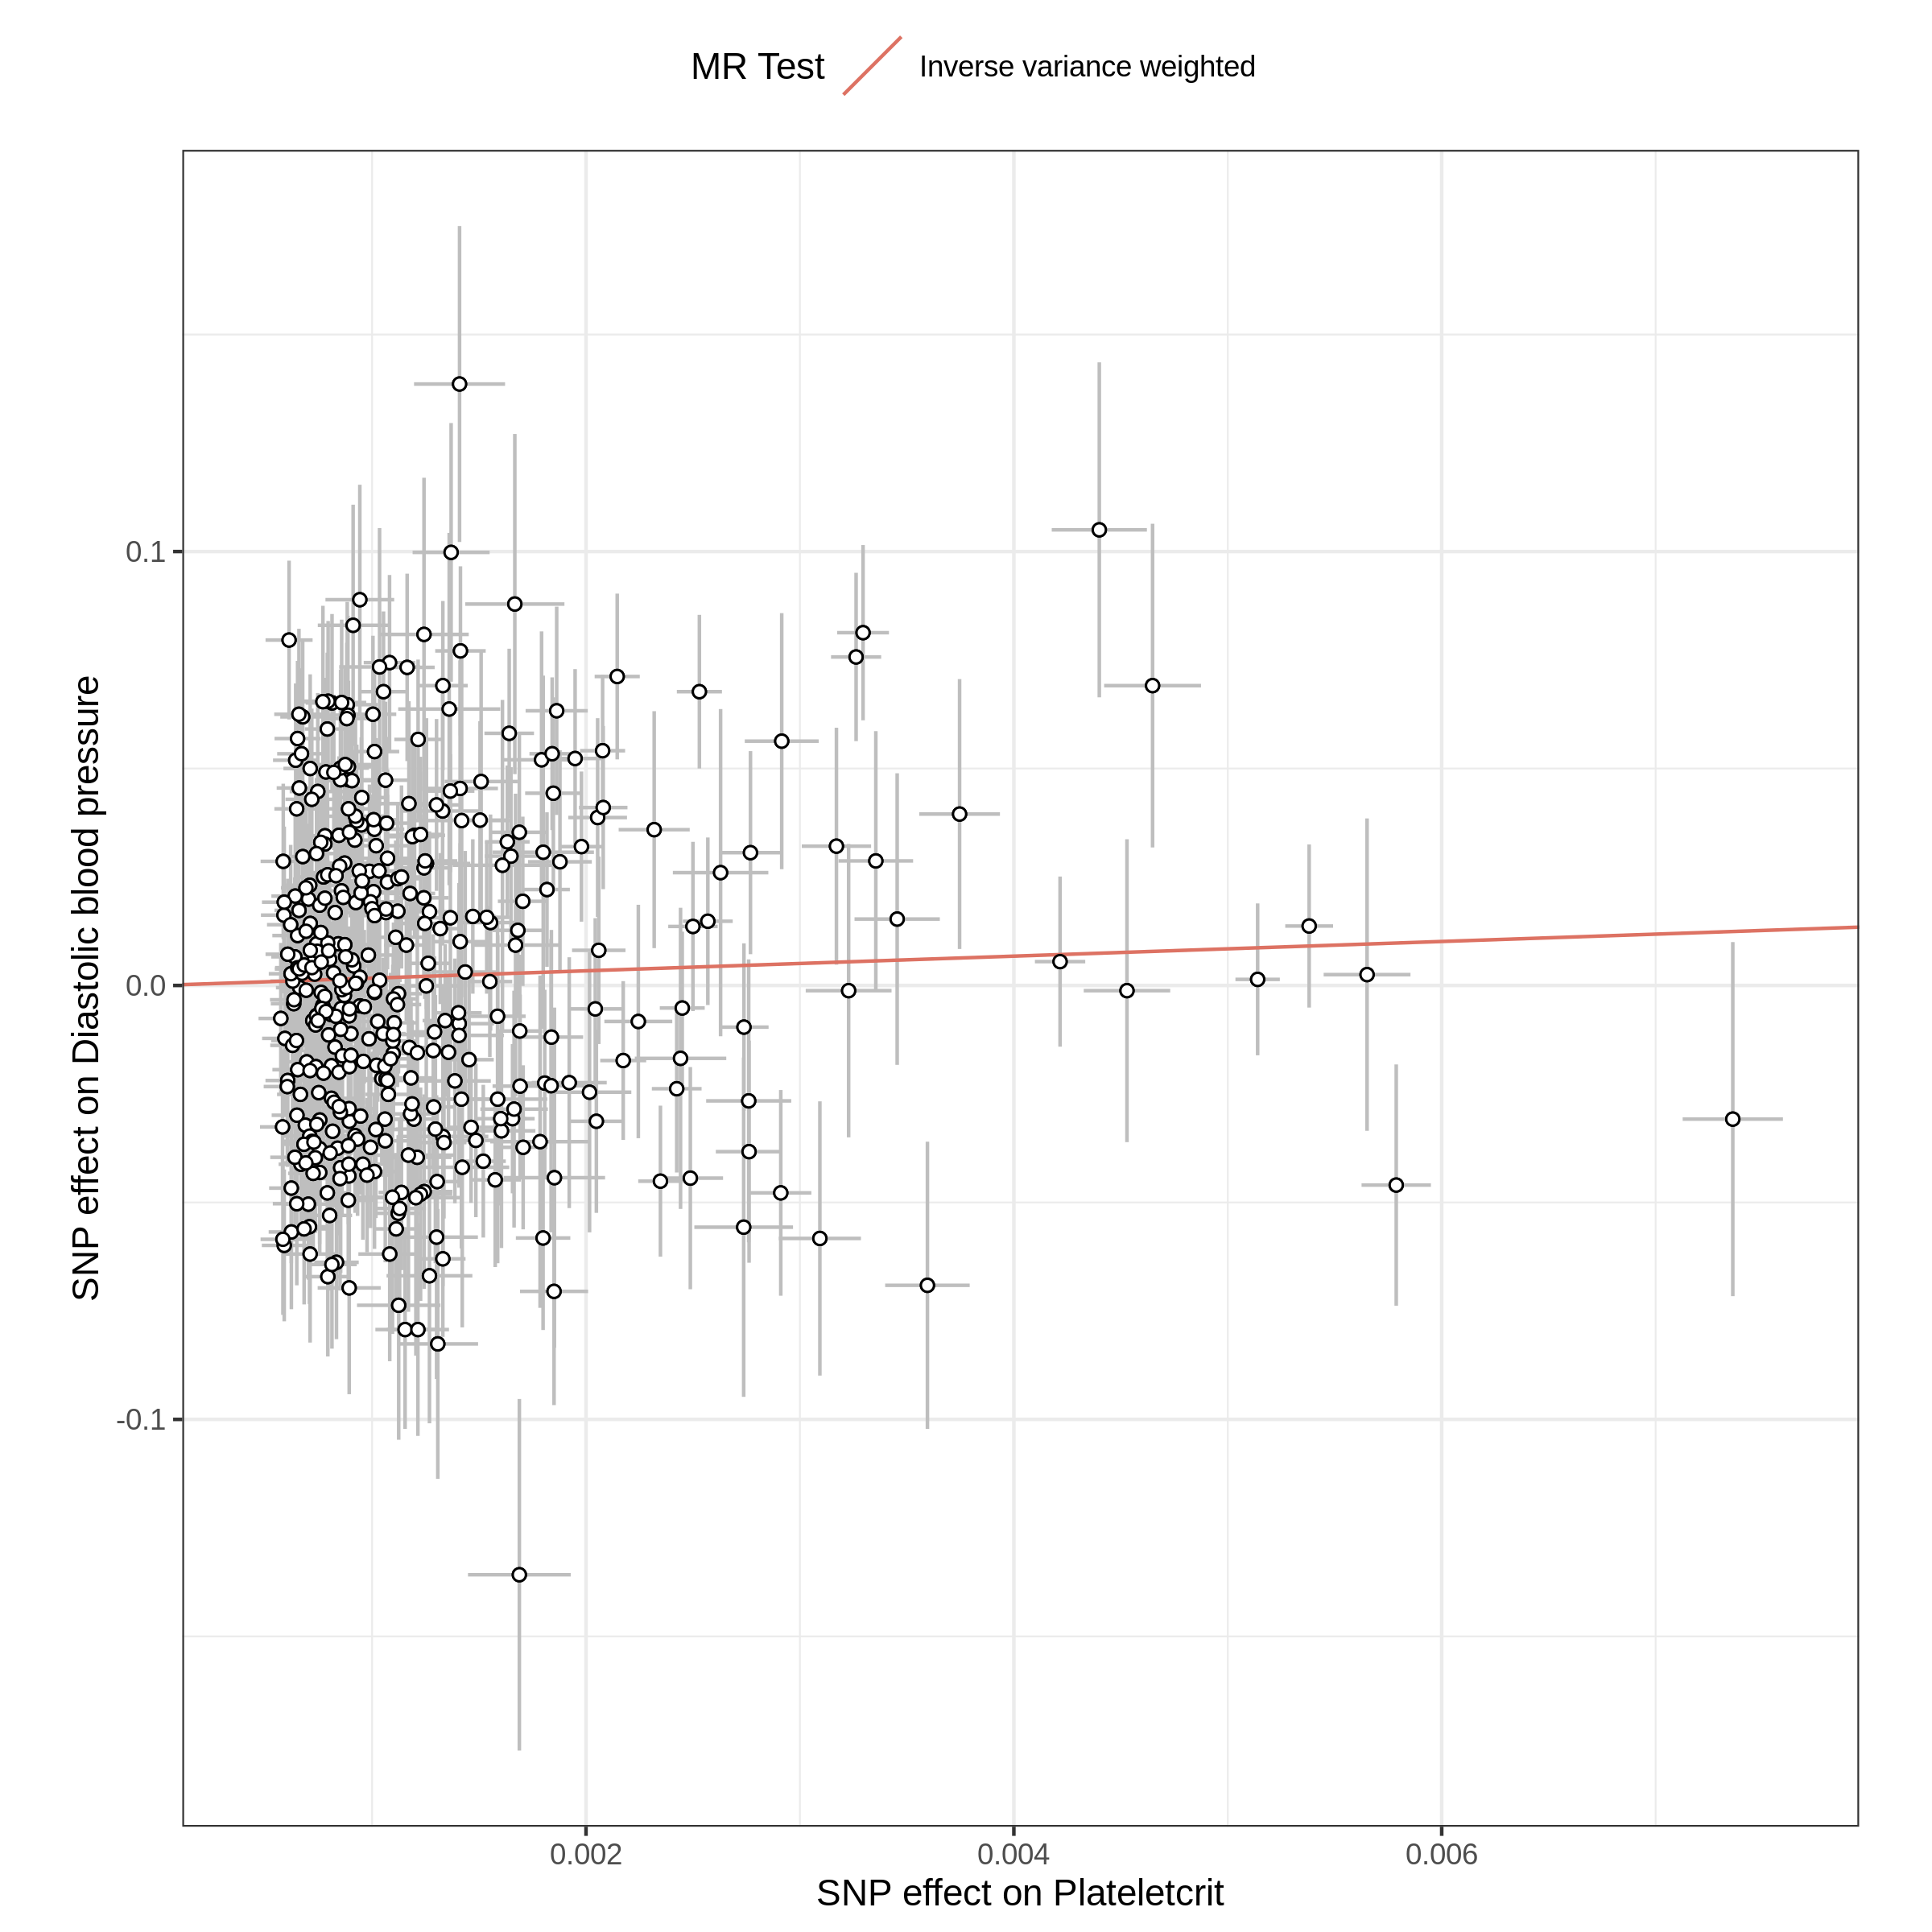 MR Test Inverse variance weighted
SNP effect on Diastolic blood pressure
0.1
0.0
-0.1
0.002 0.004 0.006
SNP effect on Plateletcrit